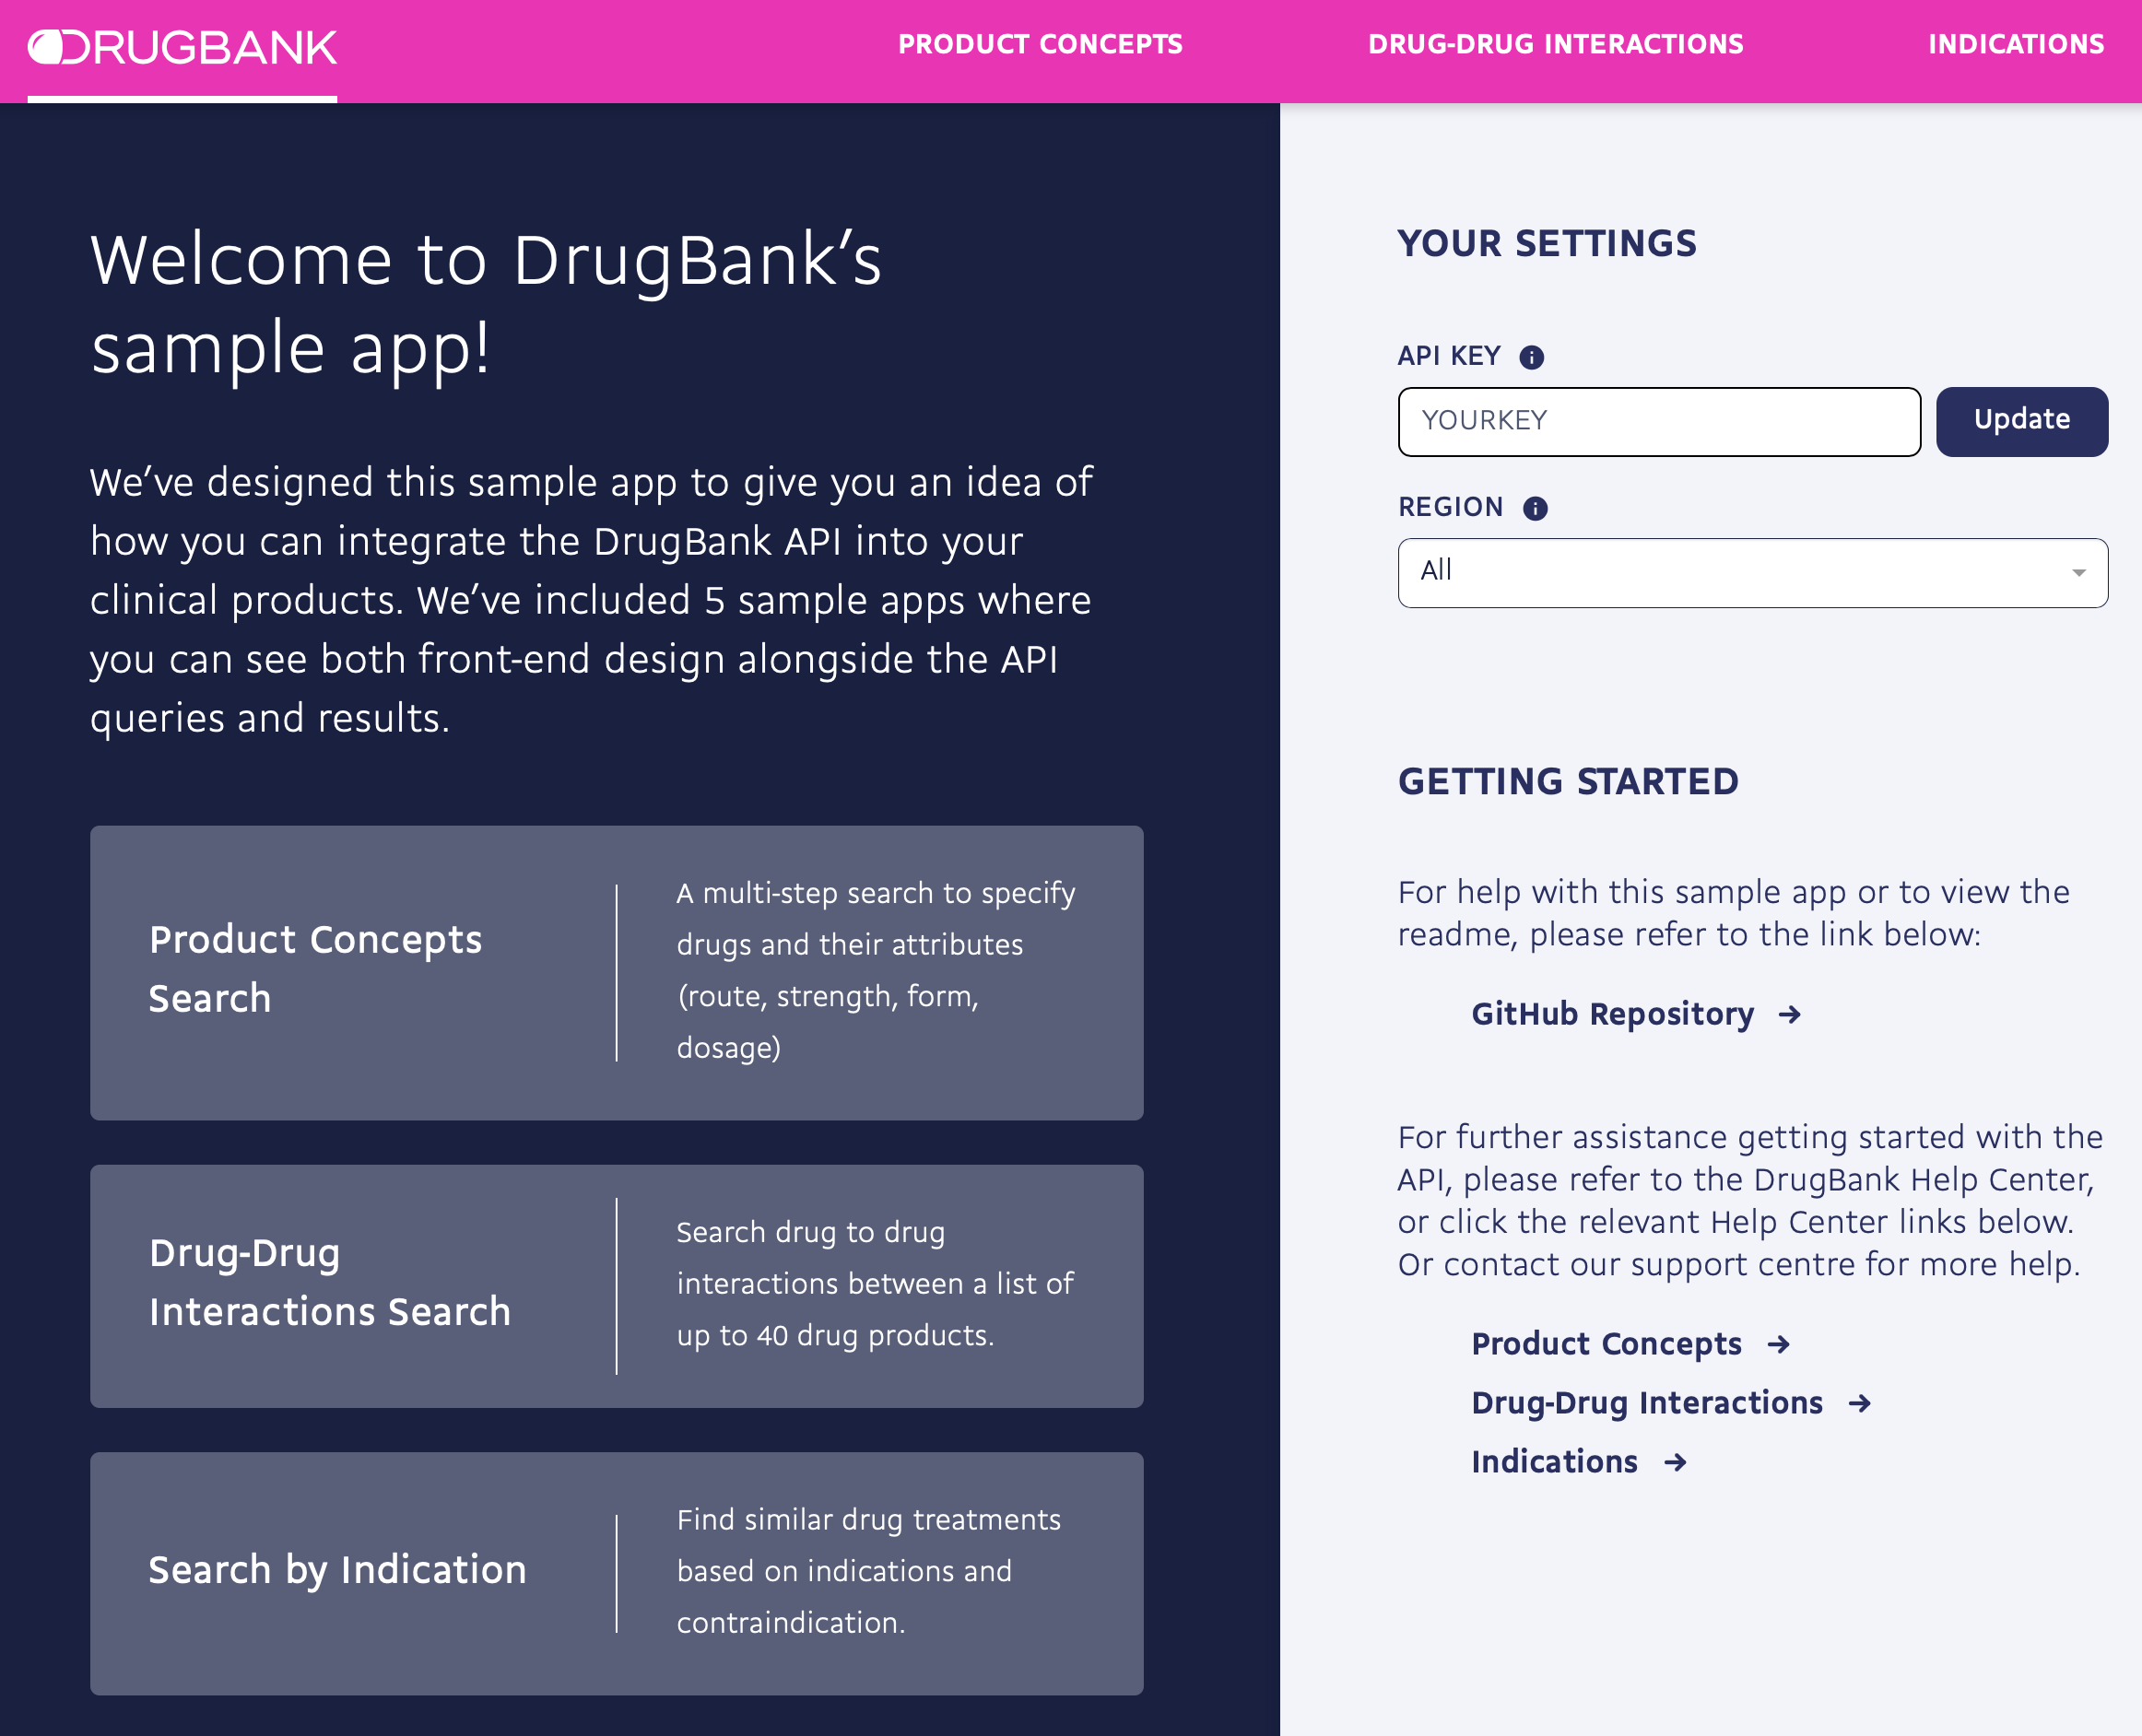 DRUGBANK
PRODUCT CONCEPTS
DRUG-DRUG INTERACTIONS
INDICATIONS
Welcome to DrugBank’s
sample app!
We’ve designed this sample app to give you an idea of
how you can integrate the DrugBank API into your
clinical products. We’ve included 5 sample apps where
you can see both front-end design alongside the API
queries and results.
Product Concepts
Search
A multi-step search to specify
drugs and their attributes
(route, strength, form,
dosage)
Drug-Drug
Interactions Search
Search drug to drug
interactions between a list of
up to 40 drug products.
Search by Indication
Find similar drug treatments
based on indications and
contraindication.
YOUR SETTINGS
API KEY
YOURKEY
Update
REGION
All
GETTING STARTED
For help with this sample app or to view the
readme, please refer to the link below:
GitHub Repository →
For further assistance getting started with the
API, please refer to the DrugBank Help Center,
or click the relevant Help Center links below.
Or contact our support centre for more help.
Product Concepts →
Drug-Drug Interactions →
Indications →